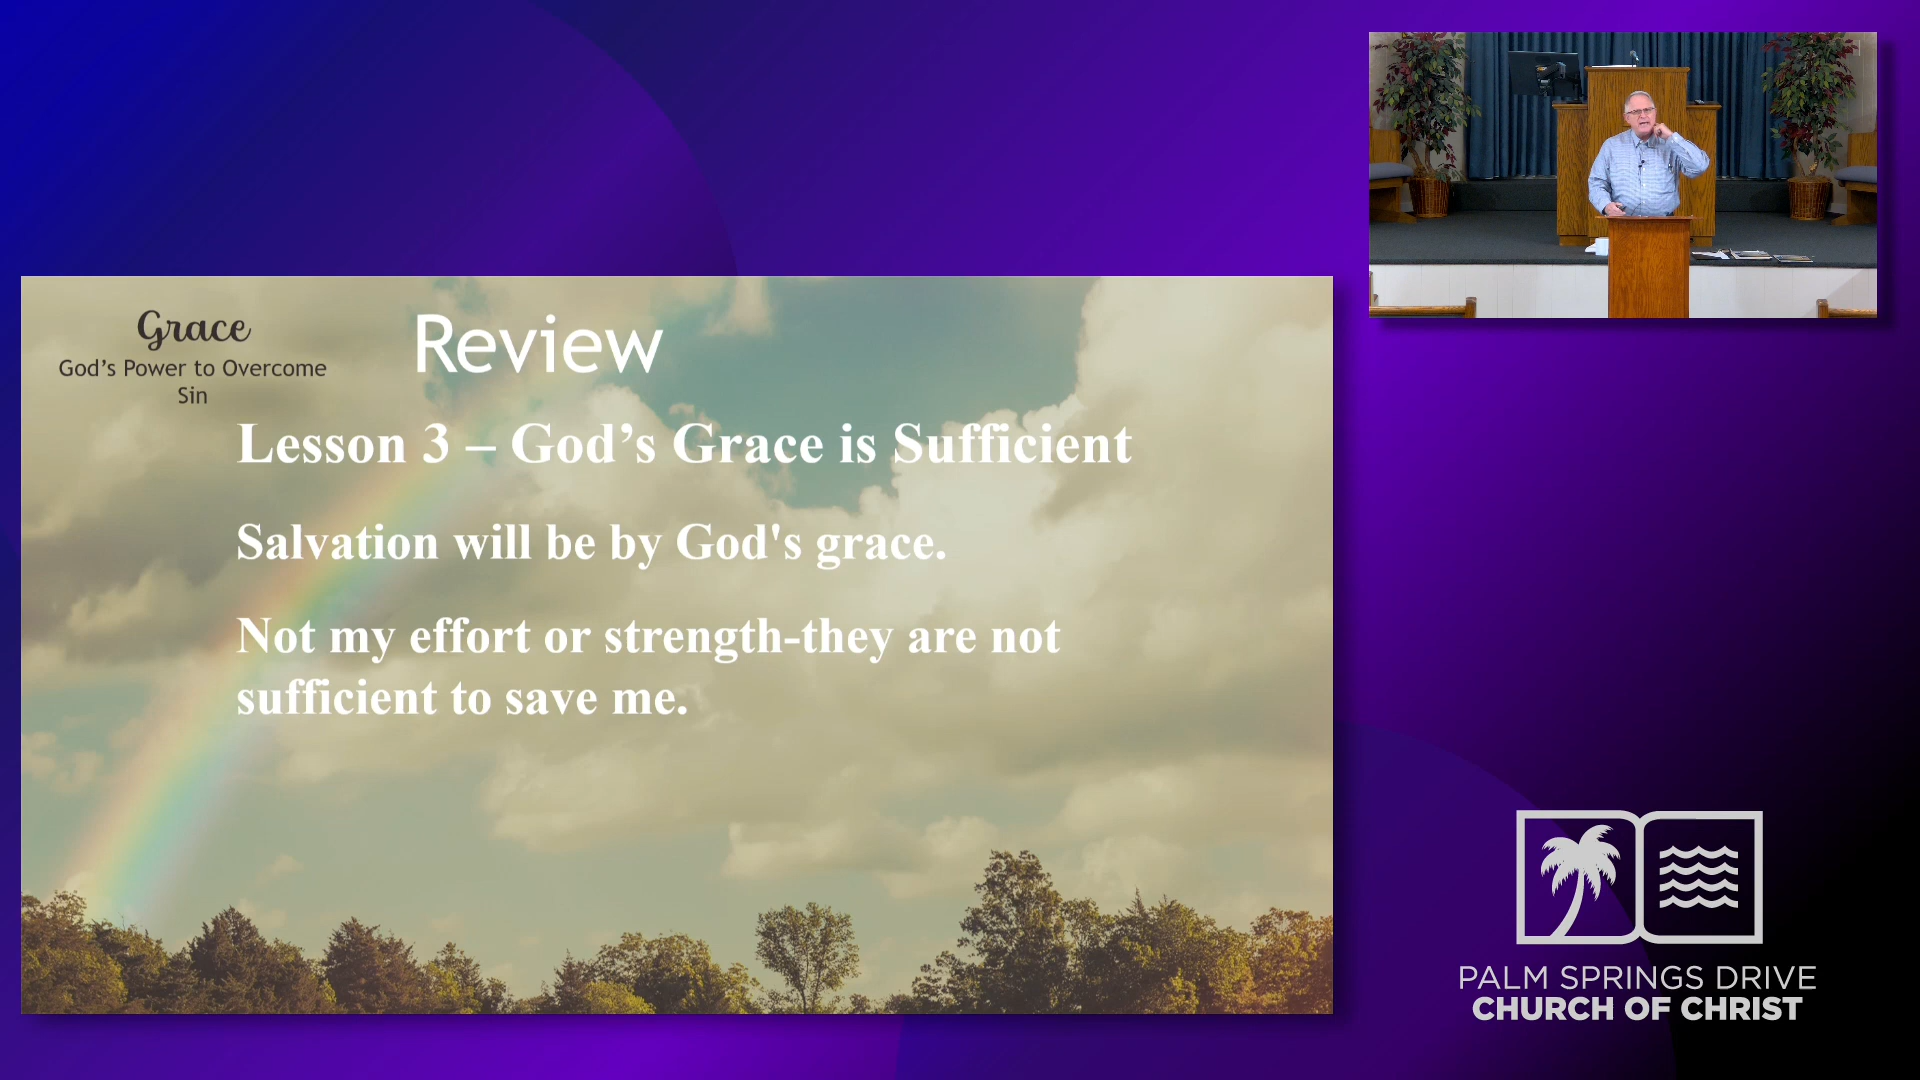 Grace
God’s Power to Overcome
Sin
Review
Lesson 3 – God’s Grace is Sufficient
Salvation will be by God's grace.
Not my effort or strength-they are not
sufficient to save me.
PALM SPRINGS DRIVE
CHURCH OF CHRIST